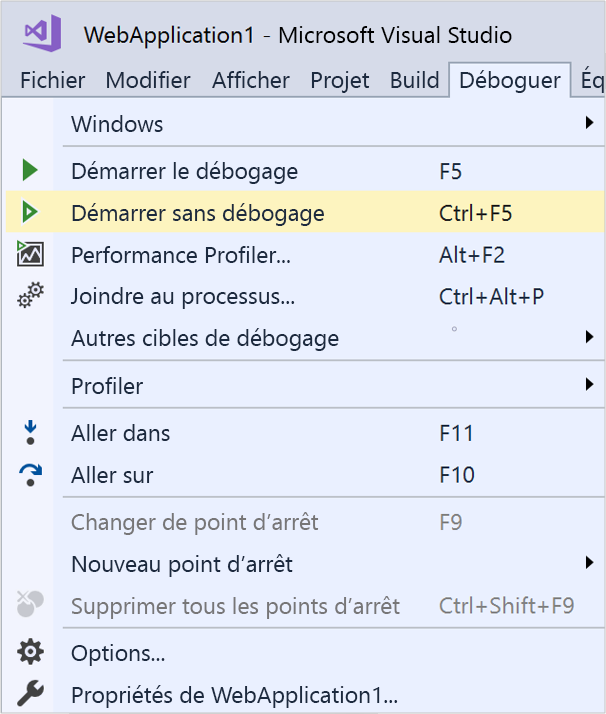 WebApplication1 - Microsoft Visual Studio
Fichier Modifier Afficher Projet Build Déboguer Éq
Windows
Démarrer le débogage F5
Démarrer sans débogage Ctrl+F5
Performance Profiler... Alt+F2
Joindre au processus... Ctrl+Alt+P
Autres cibles de débogage
Profiler
Aller dans F11
Aller sur F10
Changer de point d’arrêt F9
Nouveau point d’arrêt
Supprimer tous les points d’arrêt Ctrl+Shift+F9
Options...
Propriétés de WebApplication1...